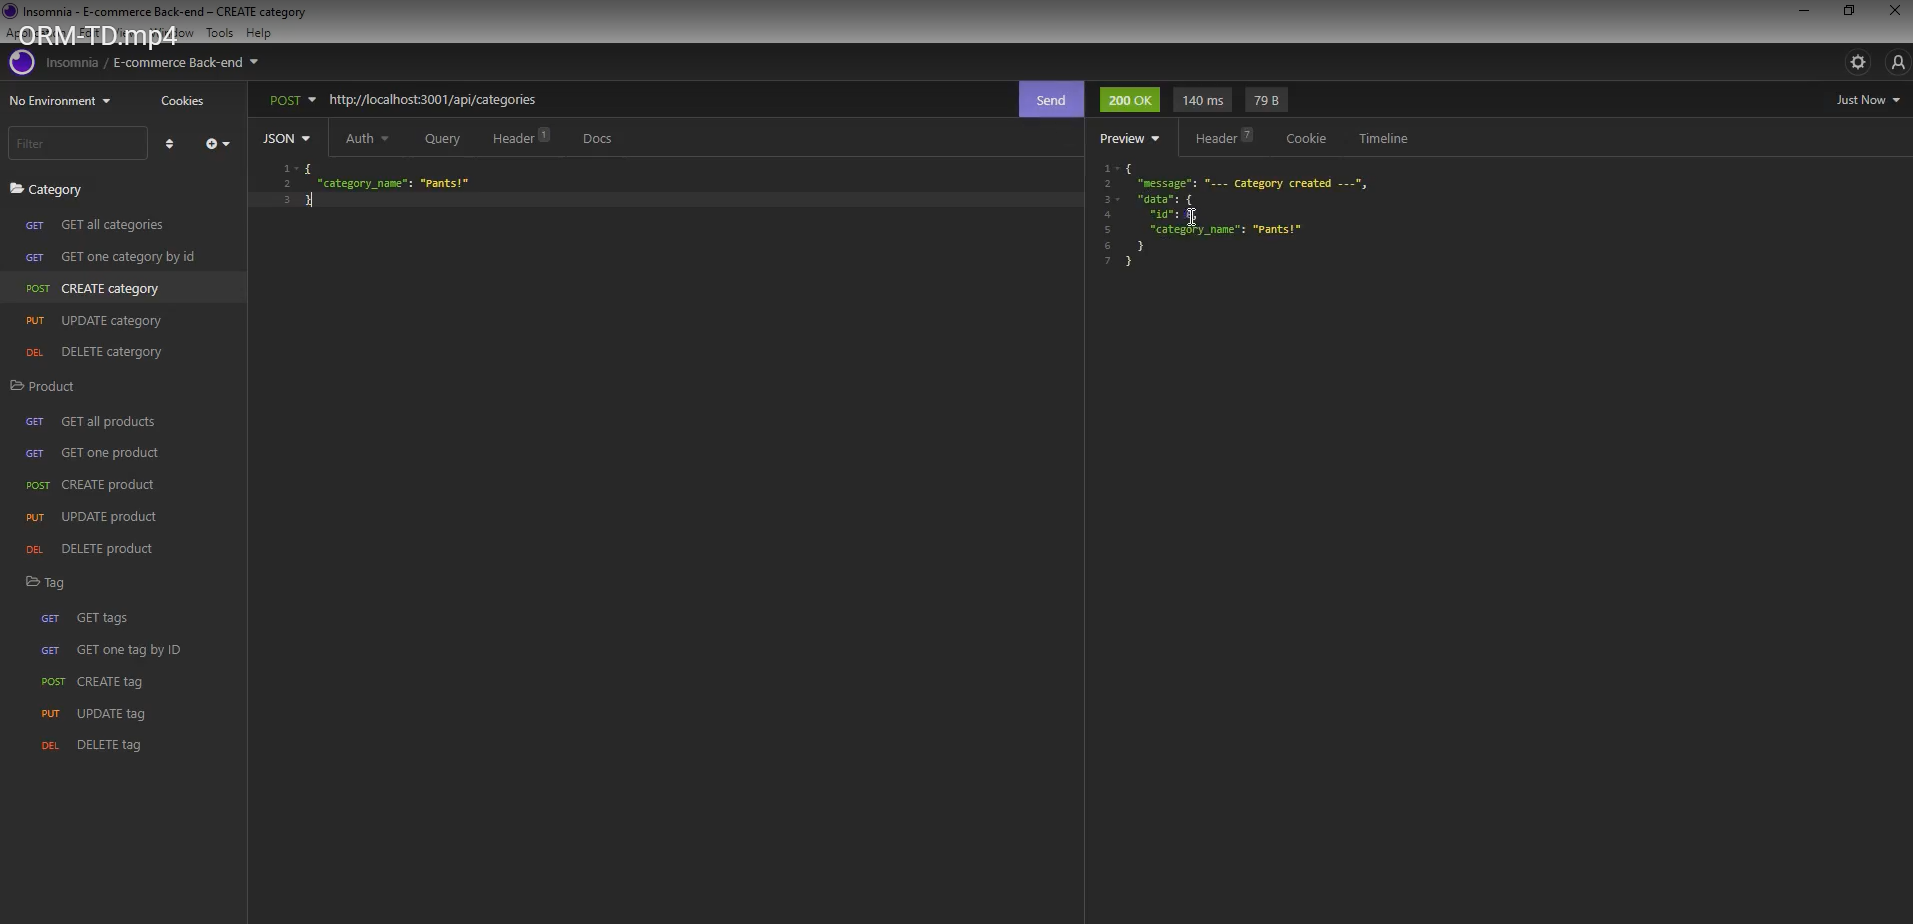 Insomnia - E-commerce Back-end – CREATE category
ORM-TD.mp4
Tools Help
Insomnia / E-commerce Back-end
No Environment Cookies
POST http://localhost:3001/api/categories Send
200 OK 140 ms 79 B Just Now
Filter
JSON Auth Query Header 1 Docs
Preview Header 7 Cookie Timeline
1 {
2 "category_name": "Pants!"
3 }
1 {
2 "message": "--- Category created ---",
3 "data": {
4 "id":
5 "category_name": "Pants!"
6 }
7 }
Category
GET GET all categories
GET GET one category by id
POST CREATE category
PUT UPDATE category
DEL DELETE catergory
Product
GET GET all products
GET GET one product
POST CREATE product
PUT UPDATE product
DEL DELETE product
Tag
GET GET tags
GET GET one tag by ID
POST CREATE tag
PUT UPDATE tag
DEL DELETE tag